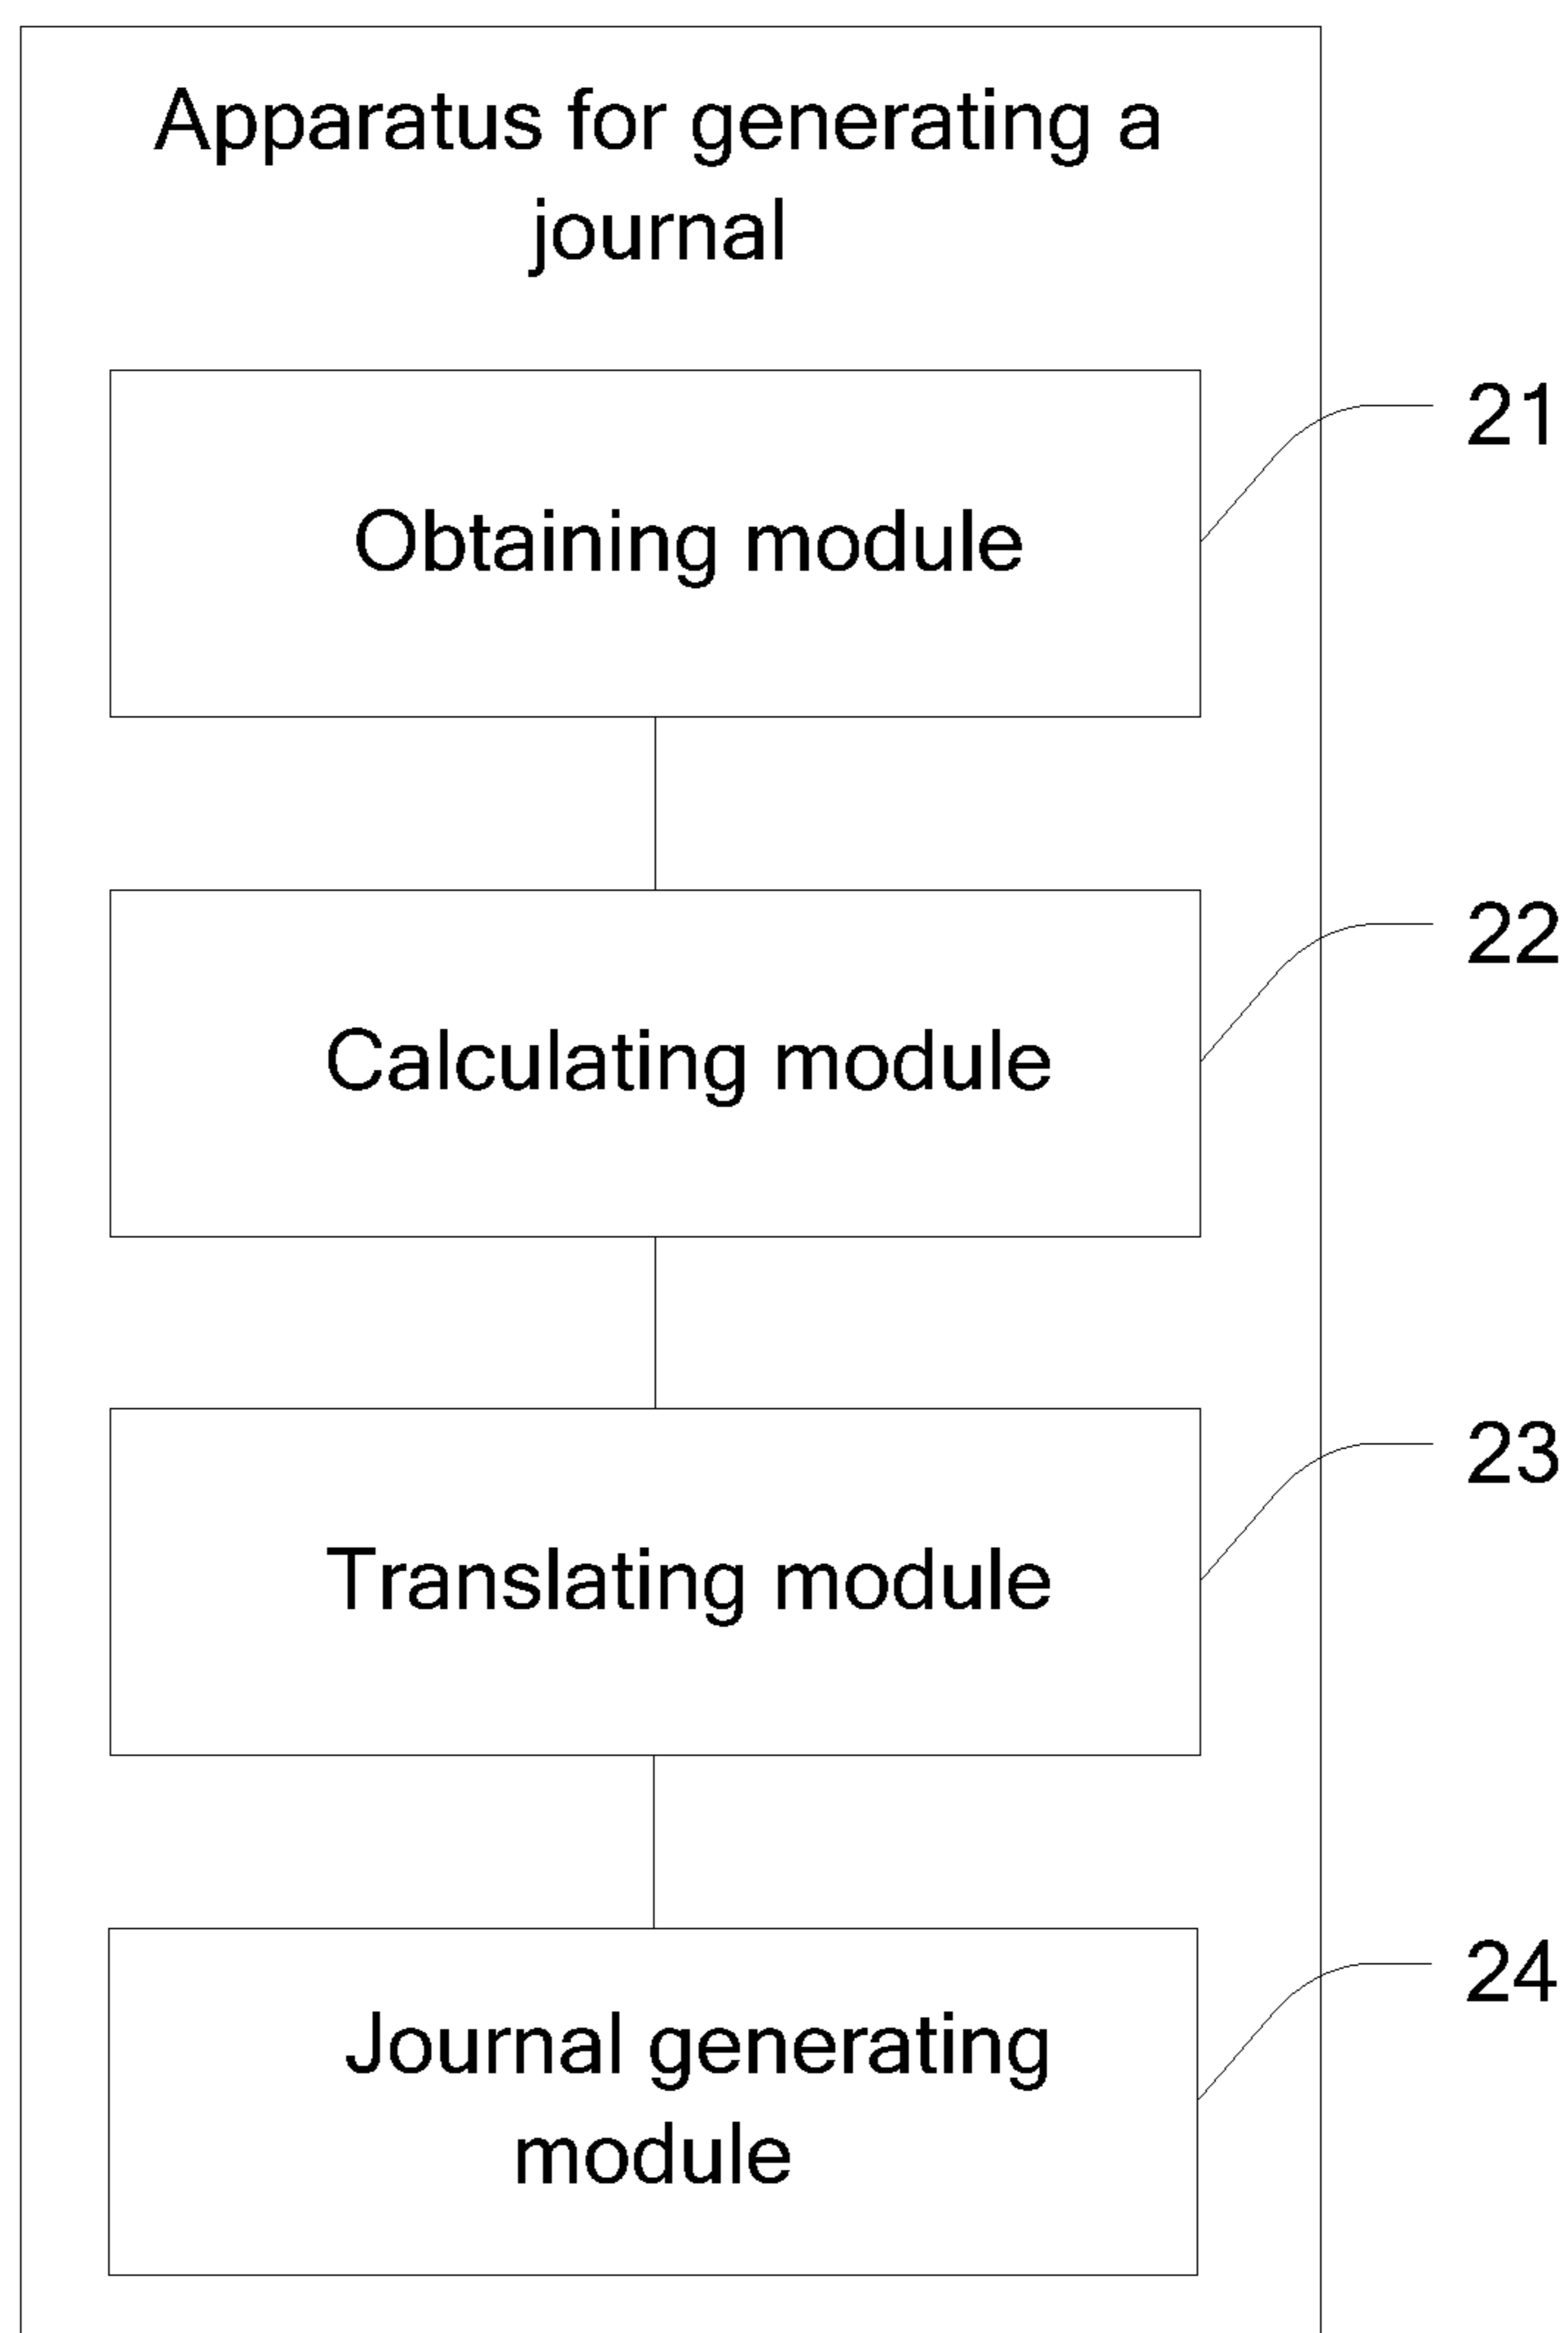 Apparatus for generating a
journal
21
Obtaining module
22
Calculating module
23
Translating module
24
Journal generating
module